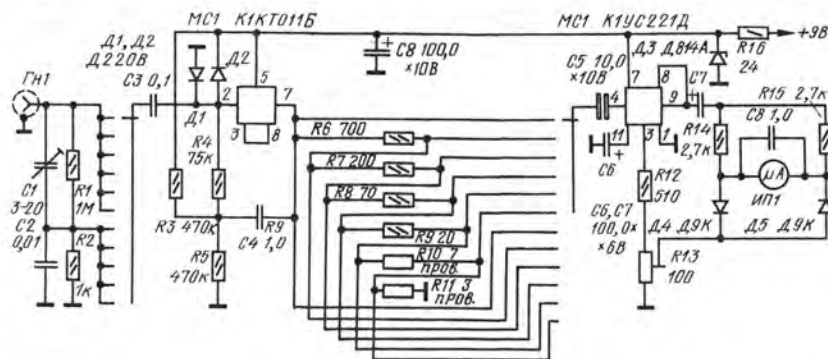 МС1 К1КТ011Б
МС1 К1УС221Д
Д1, Д2
Д220В
С8 100,0
×10В
С5 10,0
×10В
Д3 Д814А
R16
24
+9В
Гн1
С3 0,1
Д2
Д1
2
5
7
3
8
4
7
8
9
11
3
1
С7
R15 2,7к
С8 1,0
R14
2,7к
μА
ИП1
R6 700
R7 200
R8 70
R9 20
R10 7
пров.
R11 3
пров.
R4
75к
R3 470к
R9
С4 1,0
R5
470к
С1
3-20
С2
0,01
R1
1М
R2
1к
С6
R12
510
С6, С7
100,0×
×6В
Д4 Д9К
Д5 Д9К
R13
100